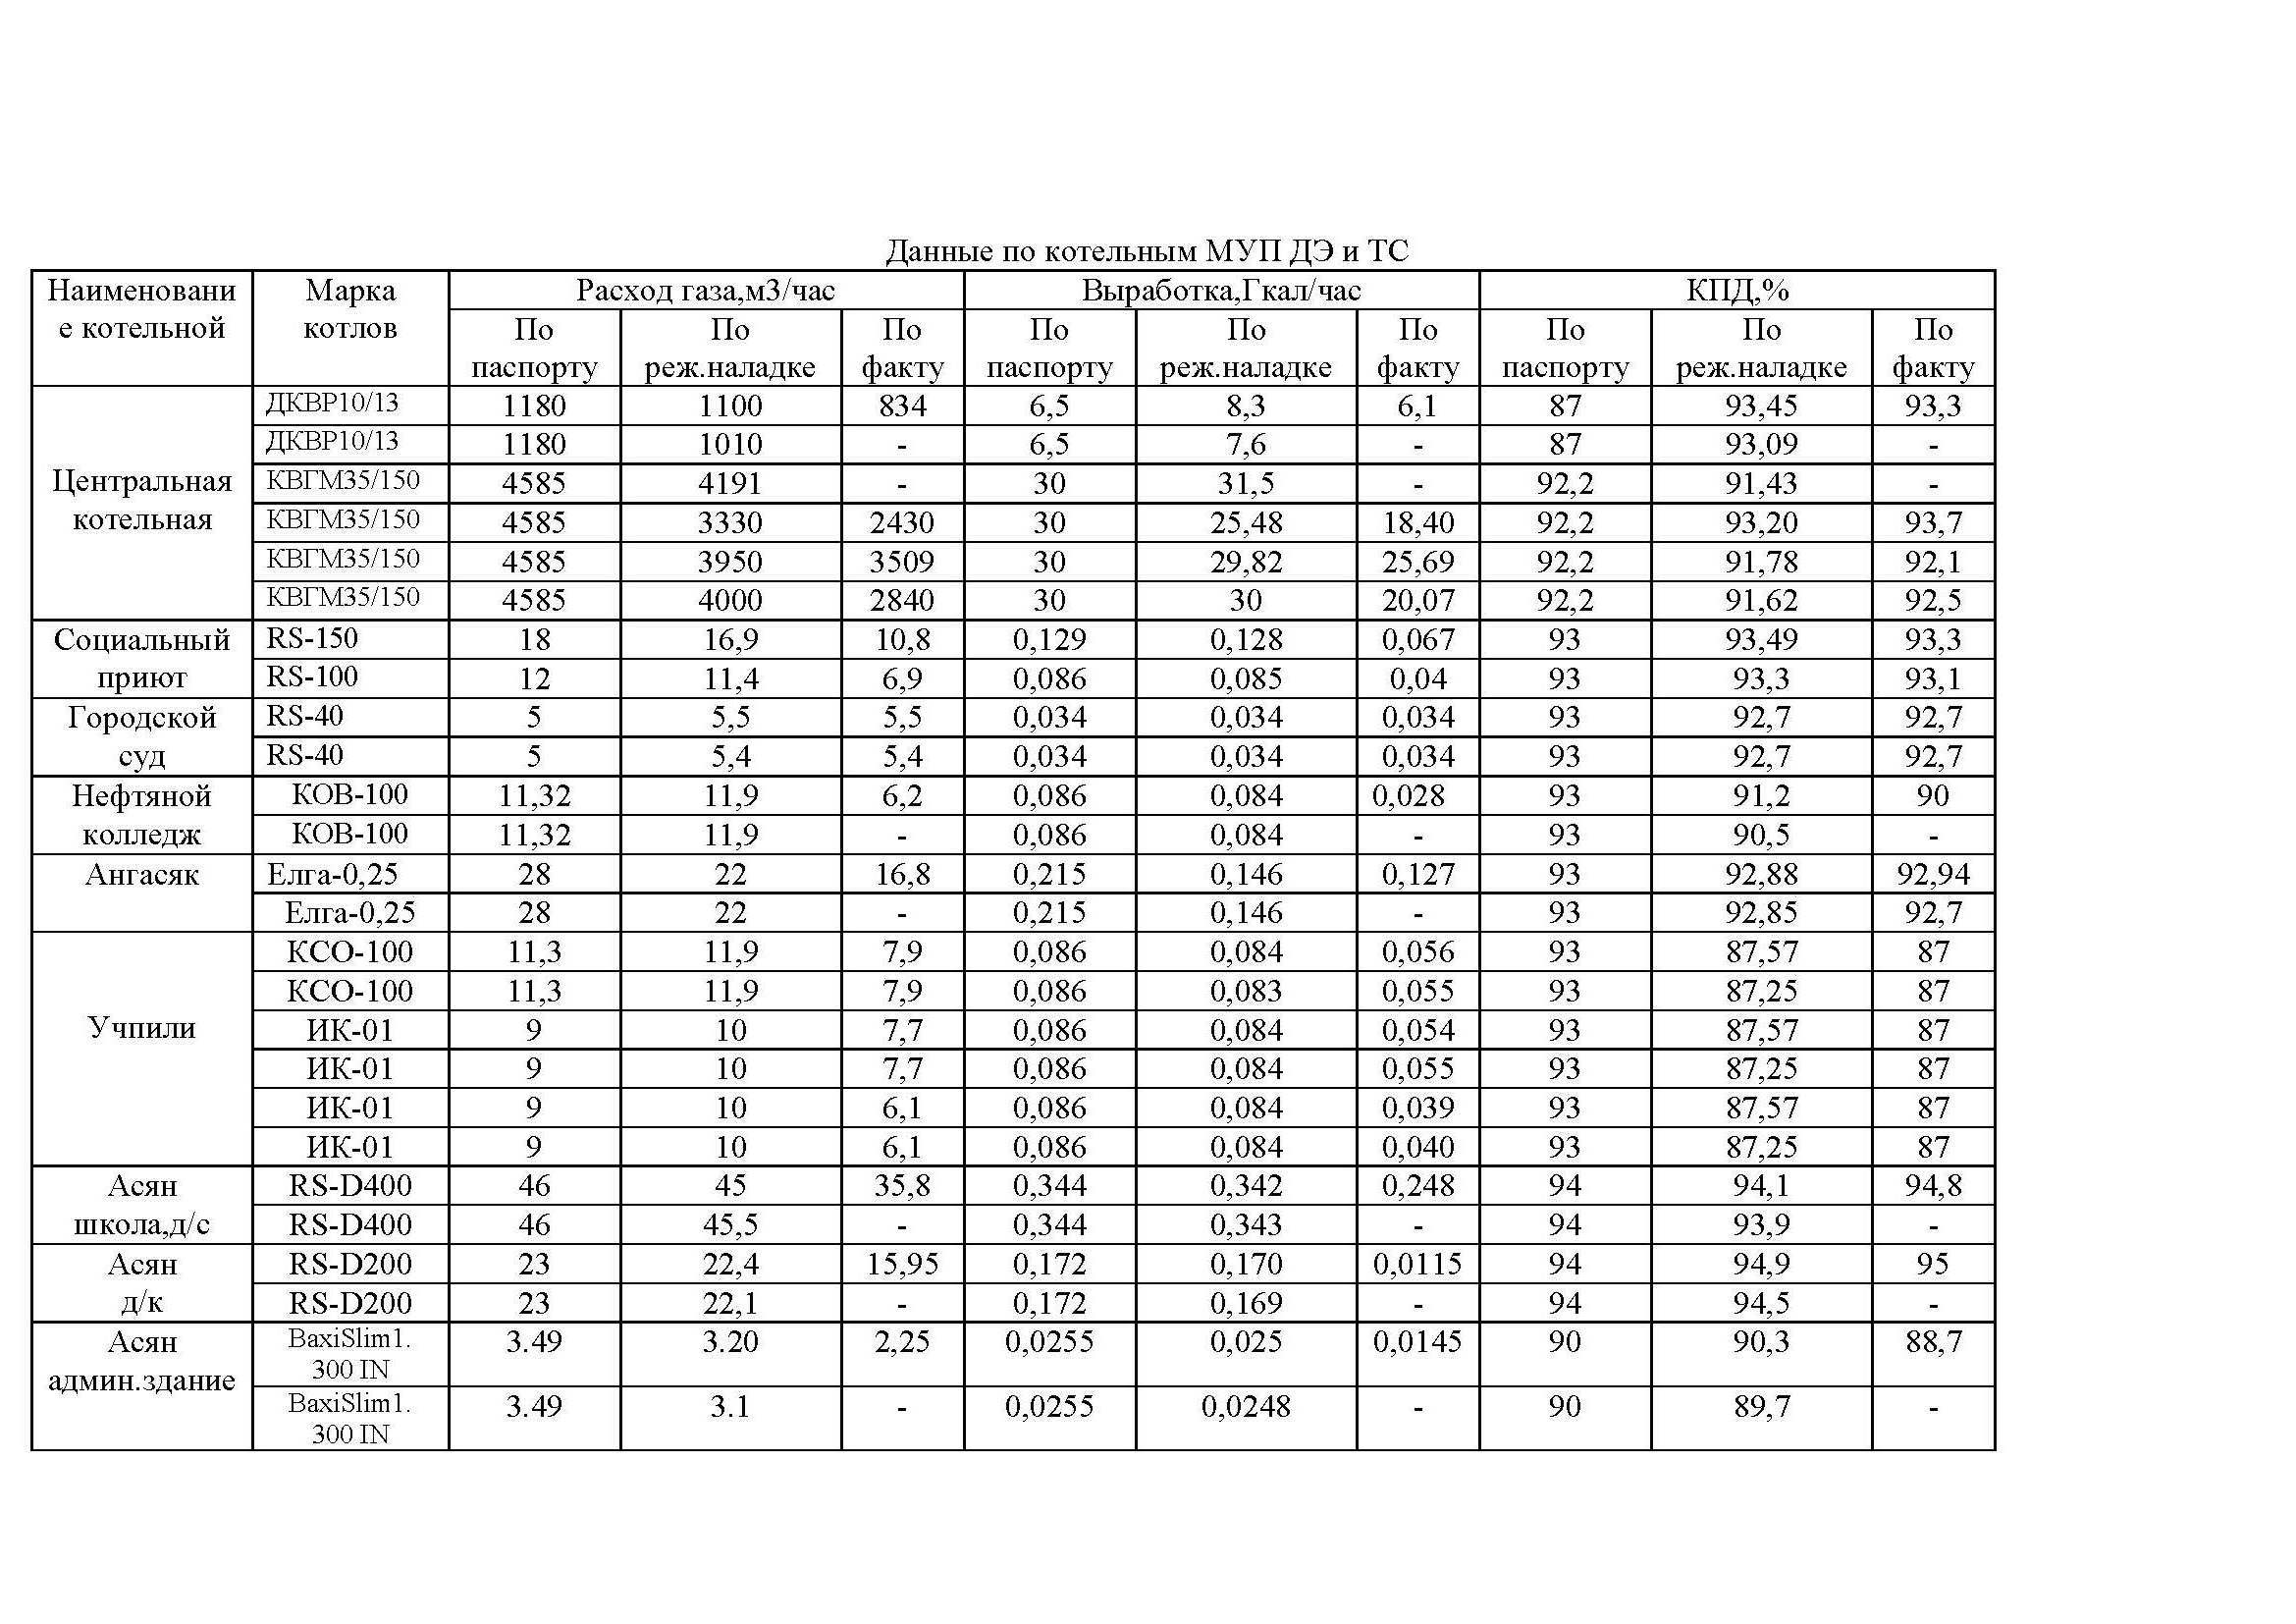 Данные по котельным МУП ДЭ и ТС
Наименовани Марка Расход газа,м3/час Выработка,Гкал/час КПД,%
е котельной котлов По По По По По По По По По
паспорту реж.наладке факту паспорту реж.наладке факту паспорту реж.наладке факту
ДКВР10/13 1180 1100 834 6,5 8,3 6,1 87 93,45 93,3
ДКВР10/13 1180 1010 - 6,5 7,6 - 87 93,09 -
Центральная КВГМ35/150 4585 4191 - 30 31,5 - 92,2 91,43 -
котельная КВГМ35/150 4585 3330 2430 30 25,48 18,40 92,2 93,20 93,7
КВГМ35/150 4585 3950 3509 30 29,82 25,69 92,2 91,78 92,1
КВГМ35/150 4585 4000 2840 30 30 20,07 92,2 91,62 92,5
Социальный RS-150 18 16,9 10,8 0,129 0,128 0,067 93 93,49 93,3
приют RS-100 12 11,4 6,9 0,086 0,085 0,04 93 93,3 93,1
Городской RS-40 5 5,5 5,5 0,034 0,034 0,034 93 92,7 92,7
суд RS-40 5 5,4 5,4 0,034 0,034 0,034 93 92,7 92,7
Нефтяной КОВ-100 11,32 11,9 6,2 0,086 0,084 0,028 93 91,2 90
колледж КОВ-100 11,32 11,9 - 0,086 0,084 - 93 90,5 -
Ангасяк Елга-0,25 28 22 16,8 0,215 0,146 0,127 93 92,88 92,94
Елга-0,25 28 22 - 0,215 0,146 - 93 92,85 92,7
КСО-100 11,3 11,9 7,9 0,086 0,084 0,056 93 87,57 87
КСО-100 11,3 11,9 7,9 0,086 0,083 0,055 93 87,25 87
Учпили ИК-01 9 10 7,7 0,086 0,084 0,054 93 87,57 87
ИК-01 9 10 7,7 0,086 0,084 0,055 93 87,25 87
ИК-01 9 10 6,1 0,086 0,084 0,039 93 87,57 87
ИК-01 9 10 6,1 0,086 0,084 0,040 93 87,25 87
Асян RS-D400 46 45 35,8 0,344 0,342 0,248 94 94,1 94,8
школа,д/с RS-D400 46 45,5 - 0,344 0,343 - 94 93,9 -
Асян RS-D200 23 22,4 15,95 0,172 0,170 0,0115 94 94,9 95
д/к RS-D200 23 22,1 - 0,172 0,169 - 94 94,5 -
Асян BaxiSlim1. 3.49 3.20 2,25 0,0255 0,025 0,0145 90 90,3 88,7
админ.здание 300 IN
BaxiSlim1. 3.49 3.1 - 0,0255 0,0248 - 90 89,7 -
300 IN